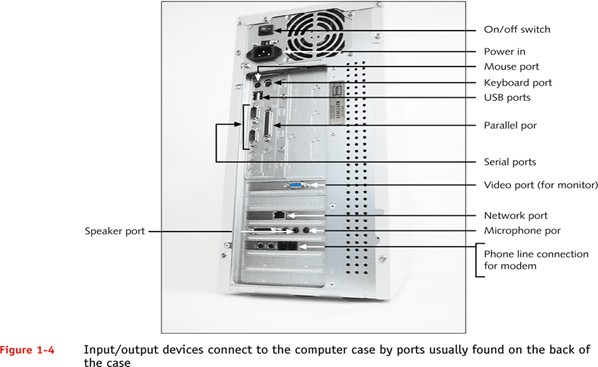 On/off switch
Power in
Mouse port
Keyboard port
USB ports
Parallel por
Serial ports
Video port (for monitor)
Network port
Speaker port
Microphone por
Phone line connection
for modem
Figure 1-4 Input/output devices connect to the computer case by ports usually found on the back of
the case